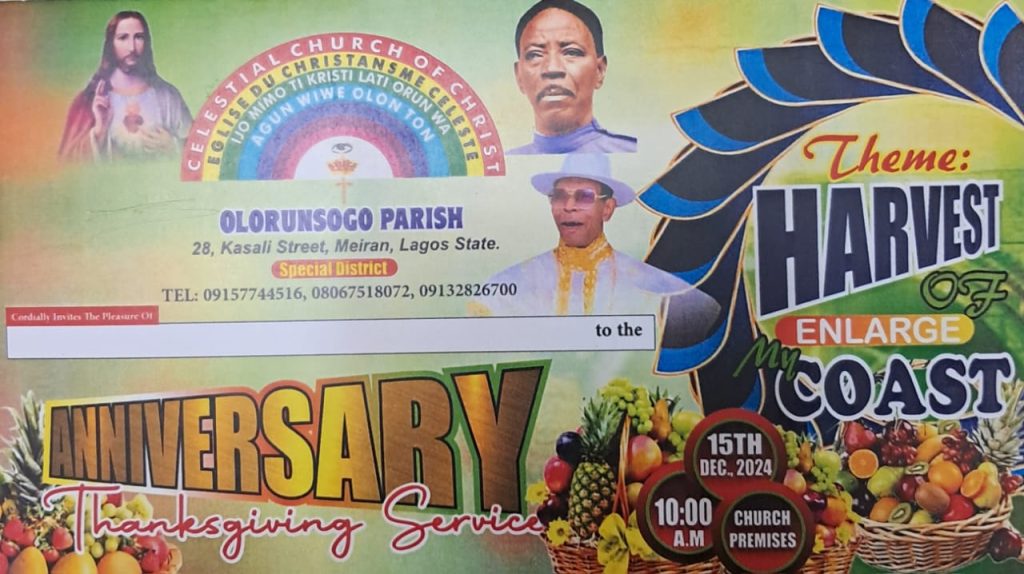 CELESTIAL CHURCH OF CHRIST
EGLISE DU CHRISTANSME CELESTE
IJO MIMO TI KRISTI LATI ORUN WA
AGUN WIWE OLON TON
OLORUNSOGO PARISH
28, Kasali Street, Meiran, Lagos State.
Special District
TEL: 09157744516, 08067518072, 09132826700
Cordially Invites The Pleasure Of
to the
ANNIVERSARY
Thanksgiving Service
Theme:
HARVEST
OF
ENLARGE
My
COAST
15TH
DEC., 2024
10:00
A.M
CHURCH
PREMISES